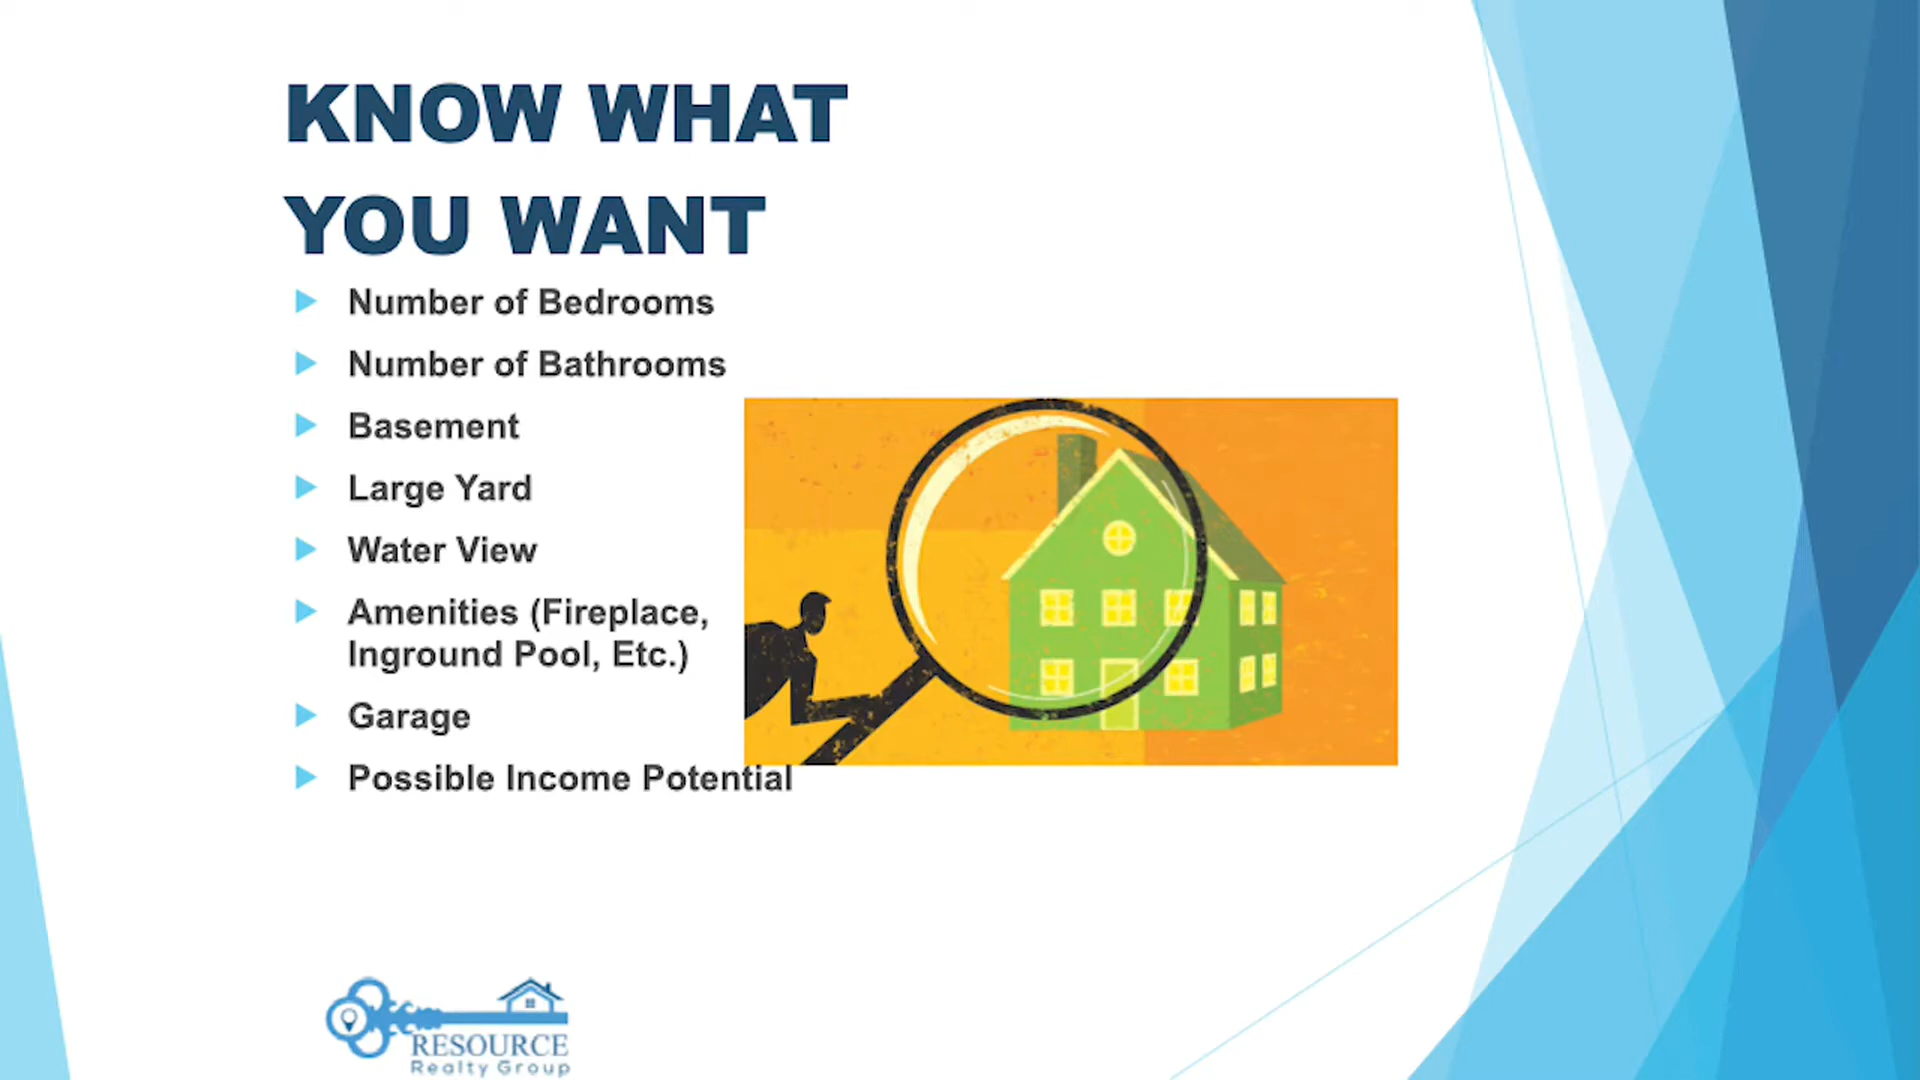 KNOW WHAT
YOU WANT
Number of Bedrooms
Number of Bathrooms
Basement
Large Yard
Water View
Amenities (Fireplace,
Inground Pool, Etc.)
Garage
Possible Income Potential
RESOURCE
Realty Group